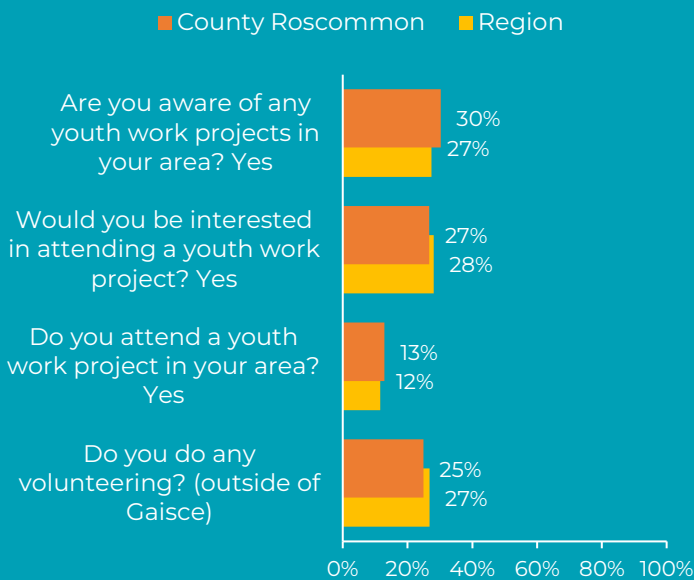 County Roscommon Region
Are you aware of any
youth work projects in
your area? Yes
30%
27%
Would you be interested
in attending a youth work
project? Yes
27%
28%
Do you attend a youth
work project in your area?
Yes
13%
12%
Do you do any
volunteering? (outside of
Gaisce)
25%
27%
0% 20% 40% 60% 80% 100%